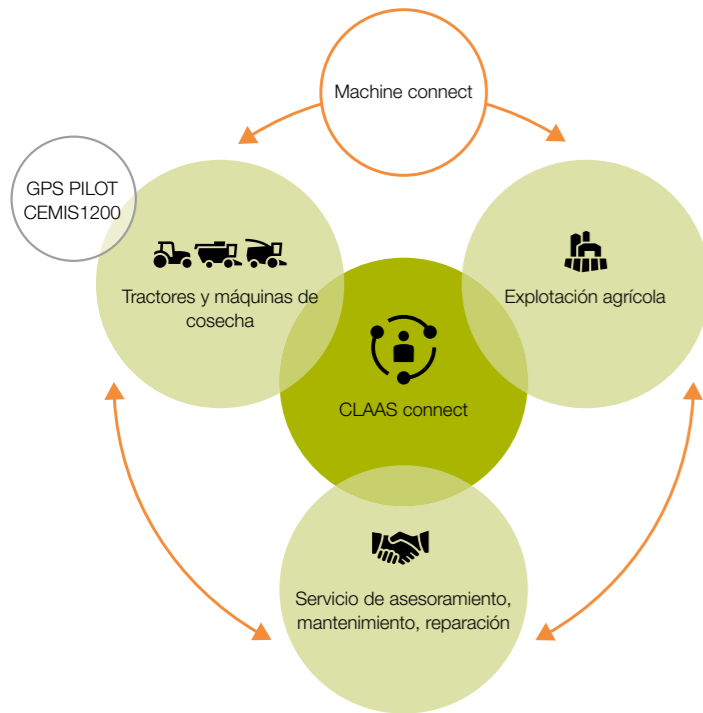 Machine connect
GPS PILOT
CEMIS1200
Tractores y máquinas de
cosecha
Explotación agrícola
CLAAS connect
Servicio de asesoramiento,
mantenimiento, reparación